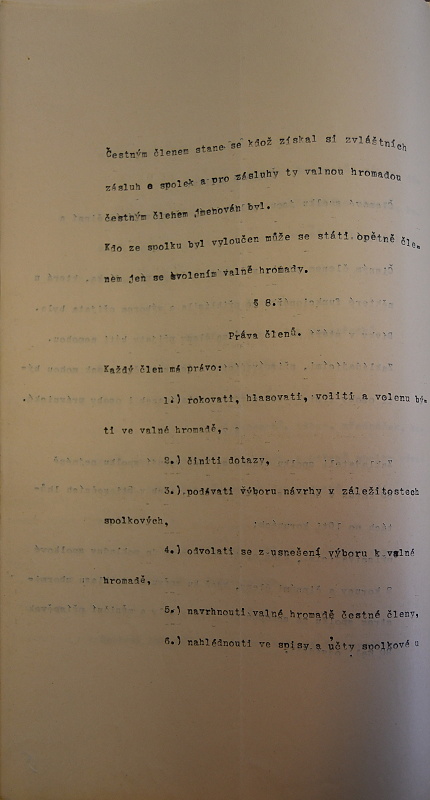 Čestným členem stane se kdož získal si zvláštních
zásluh o spolek a pro zásluhy ty valnou hromadou
čestným členem jmenován byl.
Kdo ze spolku byl vyloučen může se státi opětně čle-
nem jen se svolením valné hromady.
§ 8.
Práva členů.
Každý člen má právo:
1.) rokovati, hlasovati, voliti a volenu bý-
ti ve valné hromadě,
2.) činiti dotazy,
3.) podávati výboru návrhy v záležitostech
spolkových,
4.) odvolati se z usnešení výboru k valné
hromadě,
5.) navrhnouti valné hromadě čestné členy,
6.) nahlédnouti ve spisy a účty spolkové u